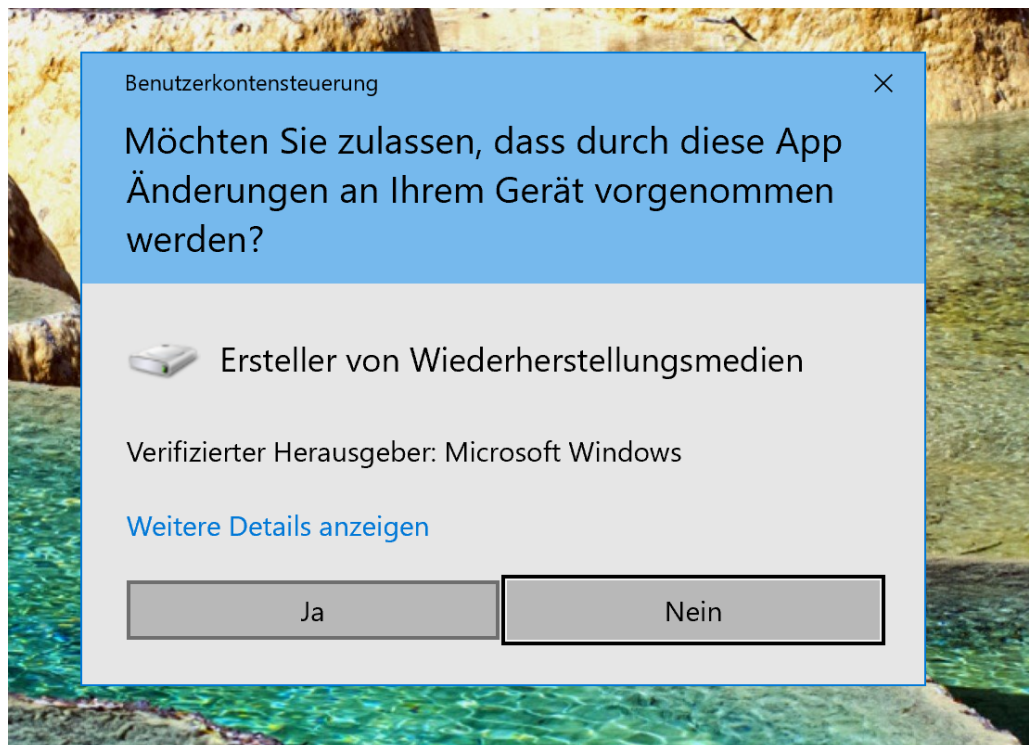 Benutzerkontensteuerung
Möchten Sie zulassen, dass durch diese App
Änderungen an Ihrem Gerät vorgenommen
werden?
Ersteller von Wiederherstellungsmedien
Verifizierter Herausgeber: Microsoft Windows
Weitere Details anzeigen
Ja
Nein